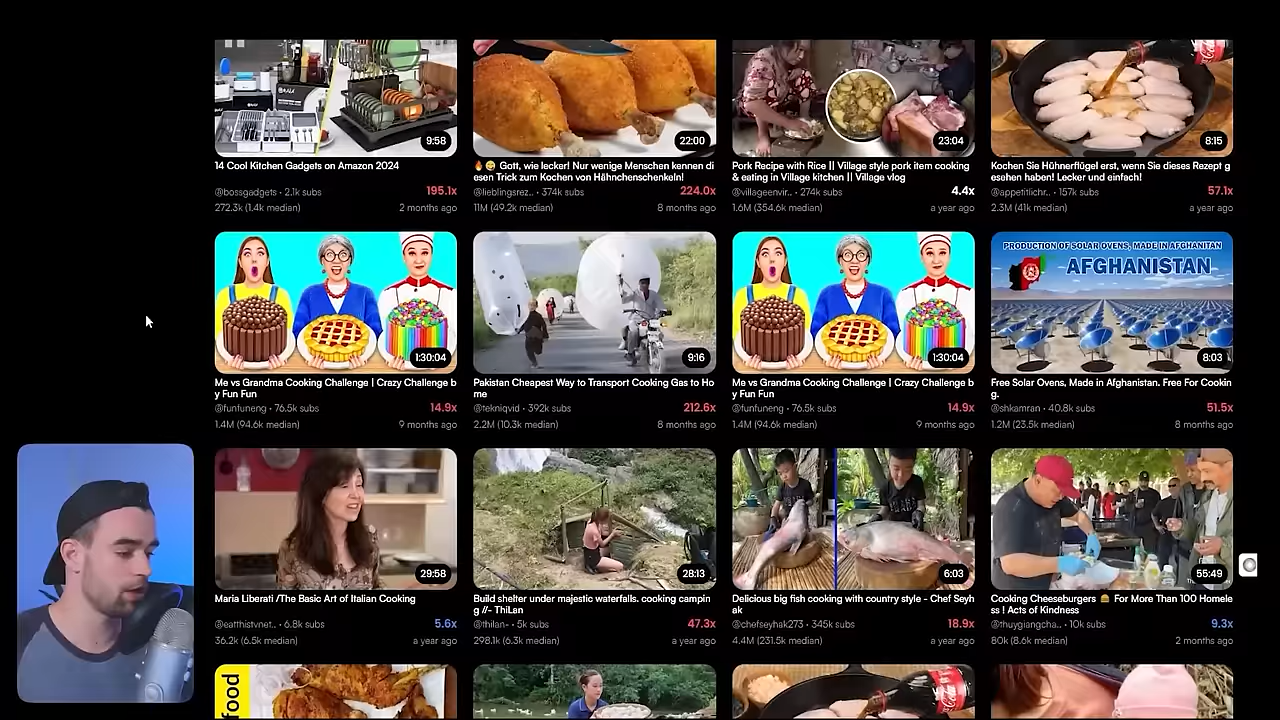 9:58
22:00
23:04
8:15
14 Cool Kitchen Gadgets on Amazon 2024
@bossgadgets · 2.1k subs
195.1x
272.3k (1.4k median)
2 months ago
🔥😋 Gott, wie lecker! Nur wenige Menschen kennen di
esen Trick zum Kochen von Hähnchenschenkeln!
@lieblingsrez.. · 374k subs
224.0x
11M (49.2k median)
8 months ago
Pork Recipe with Rice || Village style pork item cooking
& eating in Village kitchen || Village vlog
@villageenvir.. · 274k subs
4.4x
1.6M (354.6k median)
a year ago
Kochen Sie Hühnerflügel erst, wenn Sie dieses Rezept g
esehen haben! Lecker und einfach!
@appetitlichr.. · 157k subs
57.1x
2.3M (41k median)
a year ago
1:30:04
9:16
1:30:04
PRODUCTION OF SOLAR OVENS, MADE IN AFGHANITAN
AFGHANISTAN
8:03
Me vs Grandma Cooking Challenge | Crazy Challenge b
y Fun Fun
@funfuneng · 76.5k subs
14.9x
1.4M (94.6k median)
9 months ago
Pakistan Cheapest Way to Transport Cooking Gas to Ho
me
@tekniqvid · 392k subs
212.6x
2.2M (10.3k median)
8 months ago
Me vs Grandma Cooking Challenge | Crazy Challenge b
y Fun Fun
@funfuneng · 76.5k subs
14.9x
1.4M (94.6k median)
9 months ago
Free Solar Ovens, Made in Afghanistan. Free For Cookin
g.
@shkamran · 40.8k subs
51.5x
1.2M (23.5k median)
8 months ago
29:58
28:13
6:03
55:49
Maria Liberati /The Basic Art of Italian Cooking
@eatthistvnet.. · 6.8k subs
5.6x
36.2k (6.5k median)
a year ago
Build shelter under majestic waterfalls. cooking campin
g //- ThiLan
@thilan- · 5k subs
47.3x
298.1k (6.3k median)
a year ago
Delicious big fish cooking with country style - Chef Seyh
ak
@chefseyhak273 · 345k subs
18.9x
4.4M (231.5k median)
a year ago
Cooking Cheeseburgers 🍔 For More Than 100 Homele
ss ! Acts of Kindness
@thuygiangcha.. · 10k subs
9.3x
80k (8.6k median)
2 months ago
food